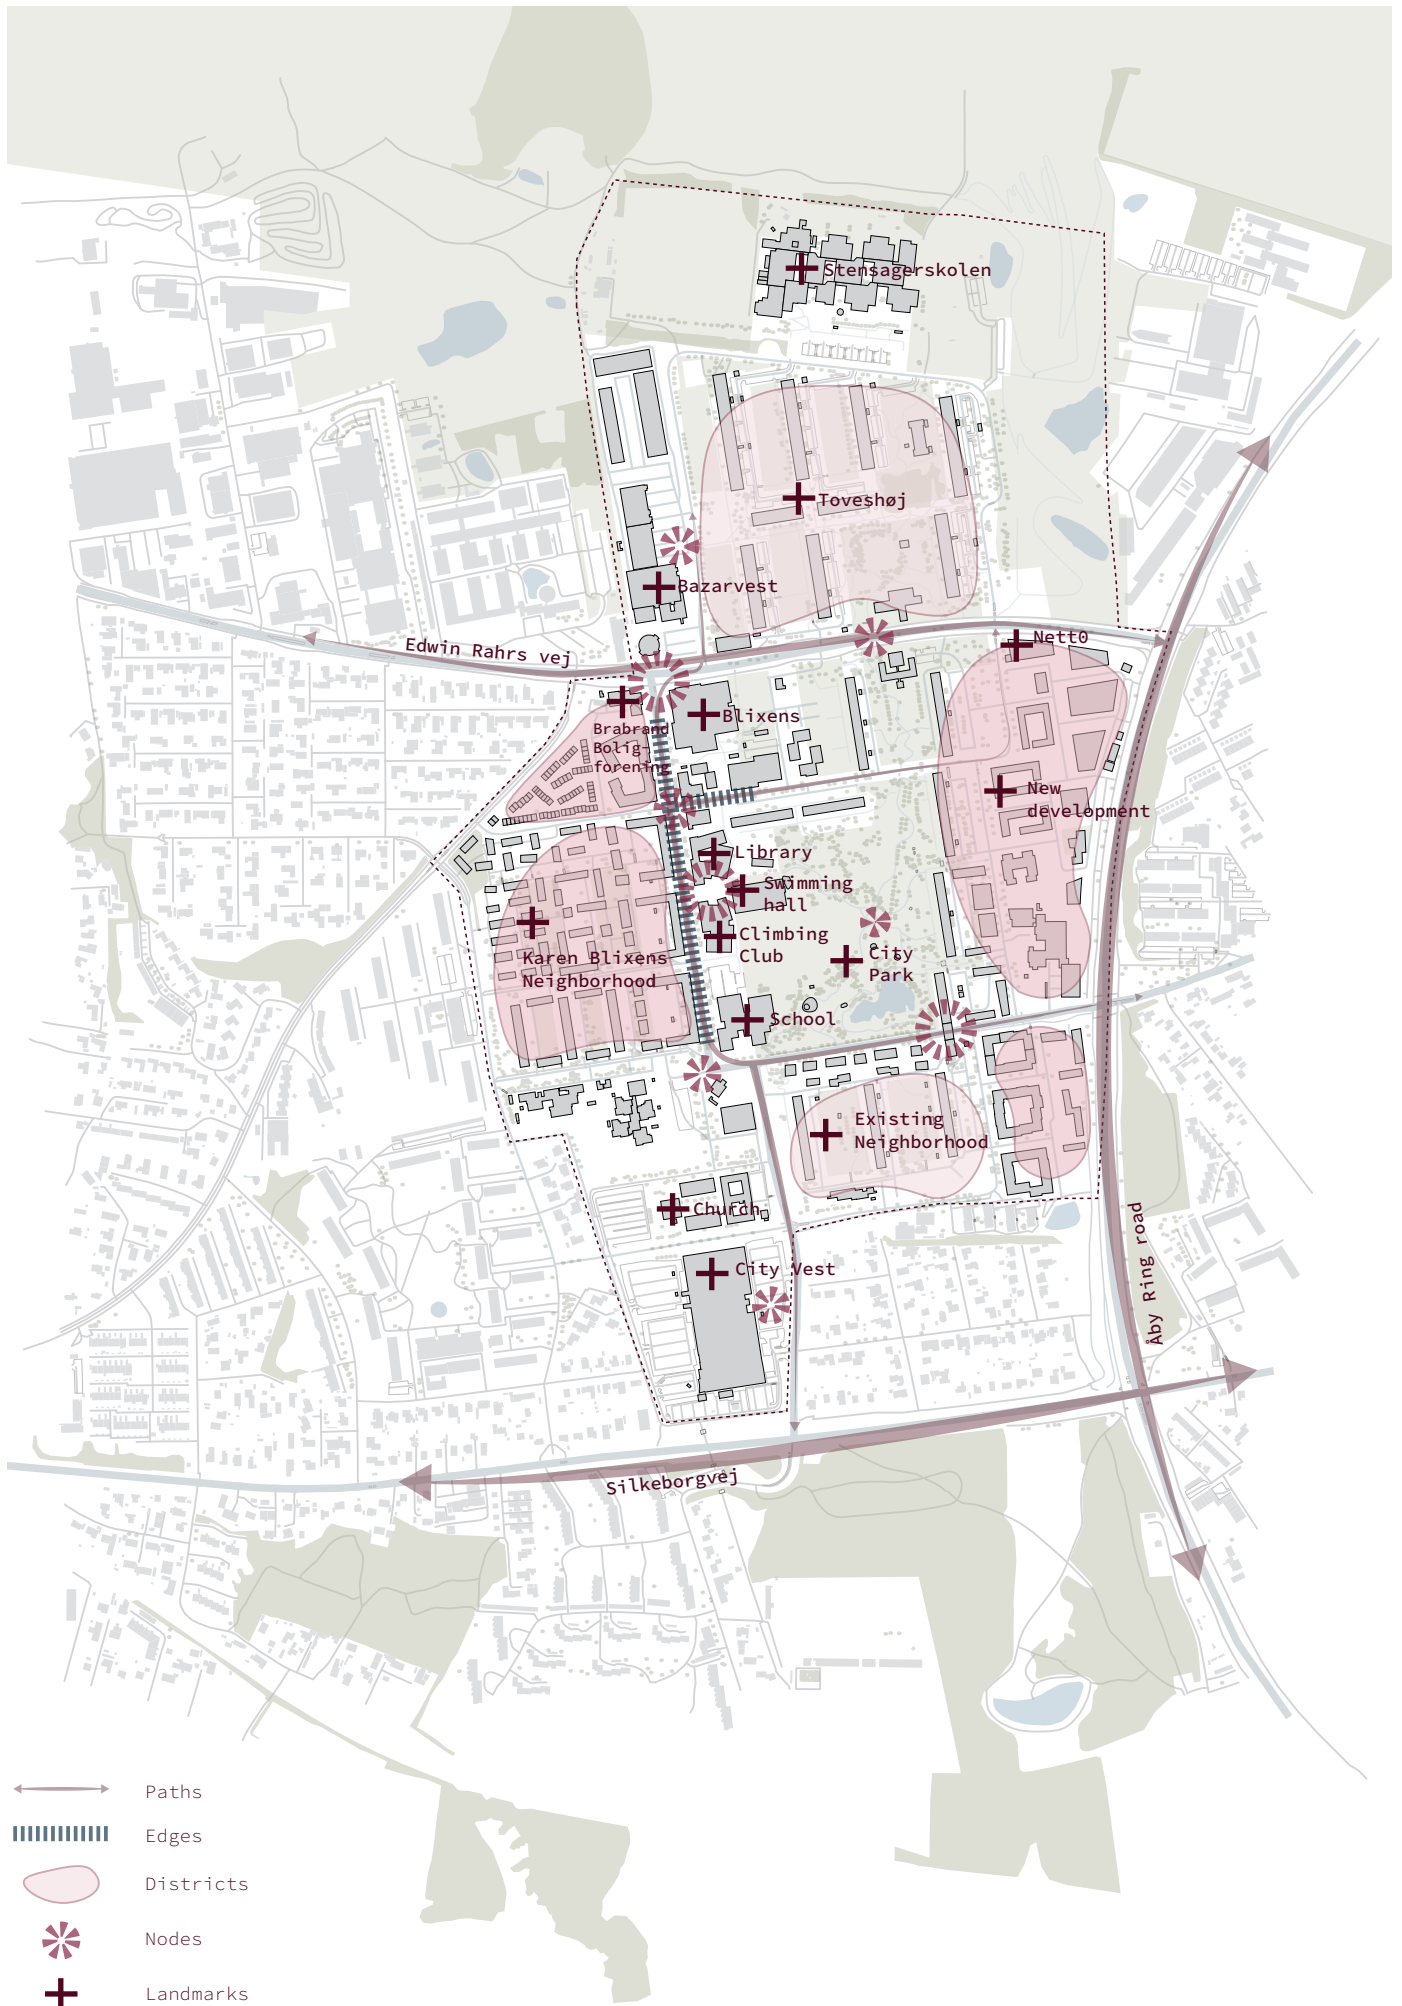 Stensagerskolen
Toveshøj
Bazarvest
Nett0
Edwin Rahrs vej
Blixens
Brabrand
Bolig-
forening
New
development
Library
Swimming
hall
Climbing
Club
City
Park
Karen Blixens
Neighborhood
School
Existing
Neighborhood
Church
City Vest
Åby Ring road
Silkeborgvej
Paths
Edges
Districts
Nodes
Landmarks